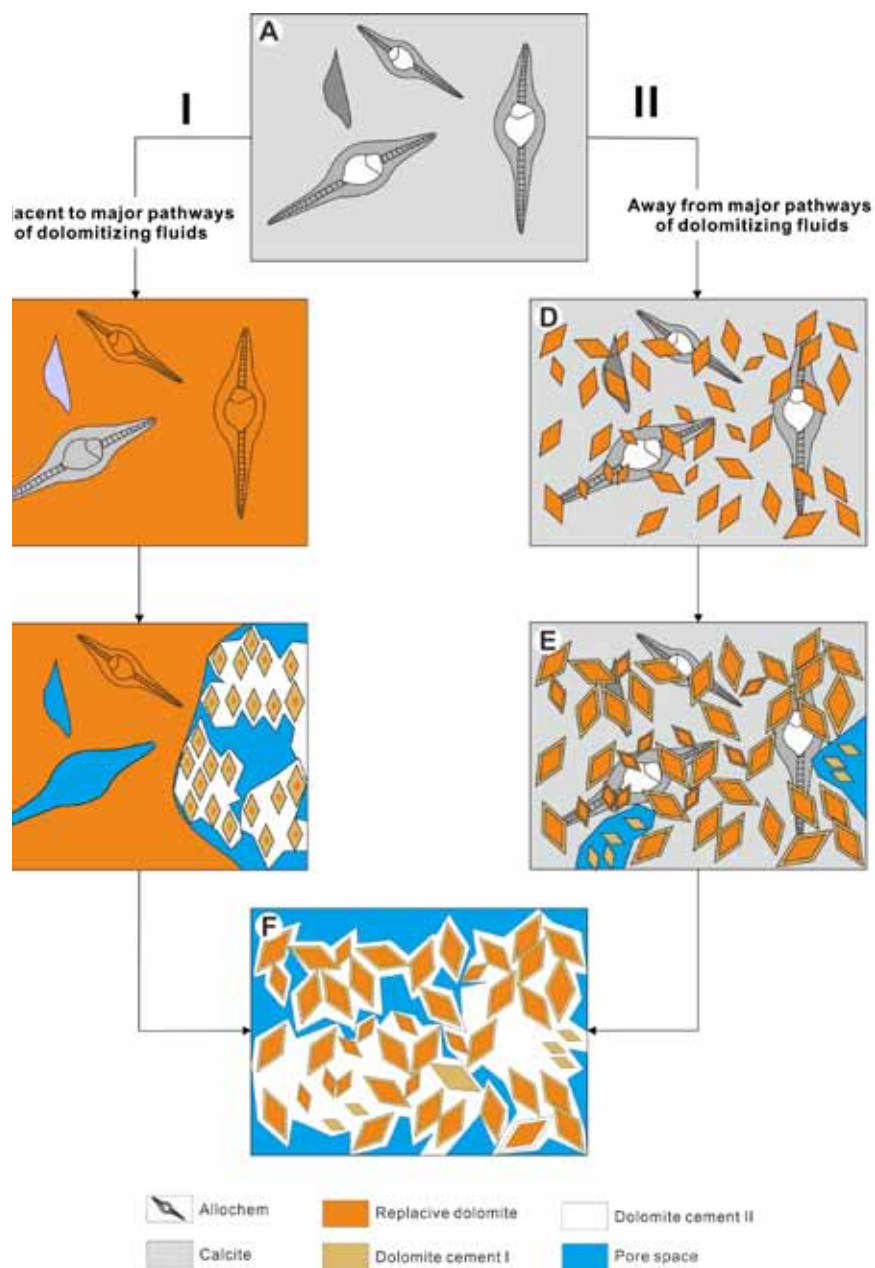 A
I
II
acent to major pathways
of dolomitizing fluids
Away from major pathways
of dolomitizing fluids
D
E
F
Allochem
Replacive dolomite
Dolomite cement II
Calcite
Dolomite cement I
Pore space